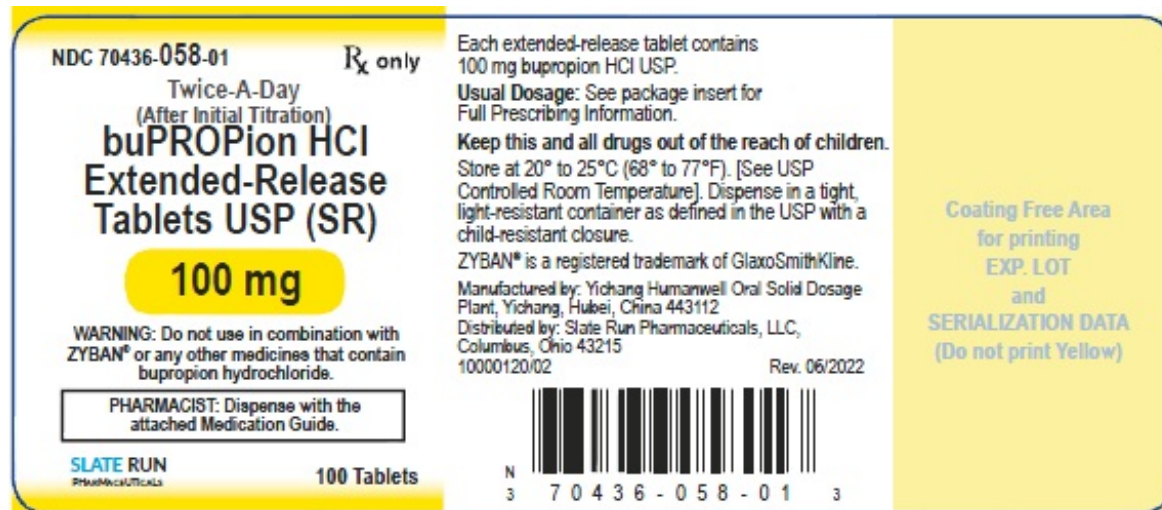 NDC 70436-058-01
Rx only
Twice-A-Day
(After Initial Titration)
buPROPion HCl
Extended-Release
Tablets USP (SR)
100 mg
WARNING: Do not use in combination with
ZYBAN® or any other medicines that contain
bupropion hydrochloride.
PHARMACIST: Dispense with the
attached Medication Guide.
SLATE RUN
PHARMACEUTICALS
100 Tablets
Each extended-release tablet contains
100 mg bupropion HCl USP.
Usual Dosage: See package insert for
Full Prescribing Information.
Keep this and all drugs out of the reach of children.
Store at 20° to 25°C (68° to 77°F). [See USP
Controlled Room Temperature]. Dispense in a tight,
light-resistant container as defined in the USP with a
child-resistant closure.
ZYBAN® is a registered trademark of GlaxoSmithKline.
Manufactured by: Yichang Humanwell Oral Solid Dosage
Plant, Yichang, Hubei, China 443112
Distributed by: Slate Run Pharmaceuticals, LLC,
Columbus, Ohio 43215
10000120/02 Rev. 06/2022
N
3 70436-058-01 3
Coating Free Area
for printing
EXP. LOT
and
SERIALIZATION DATA
(Do not print Yellow)